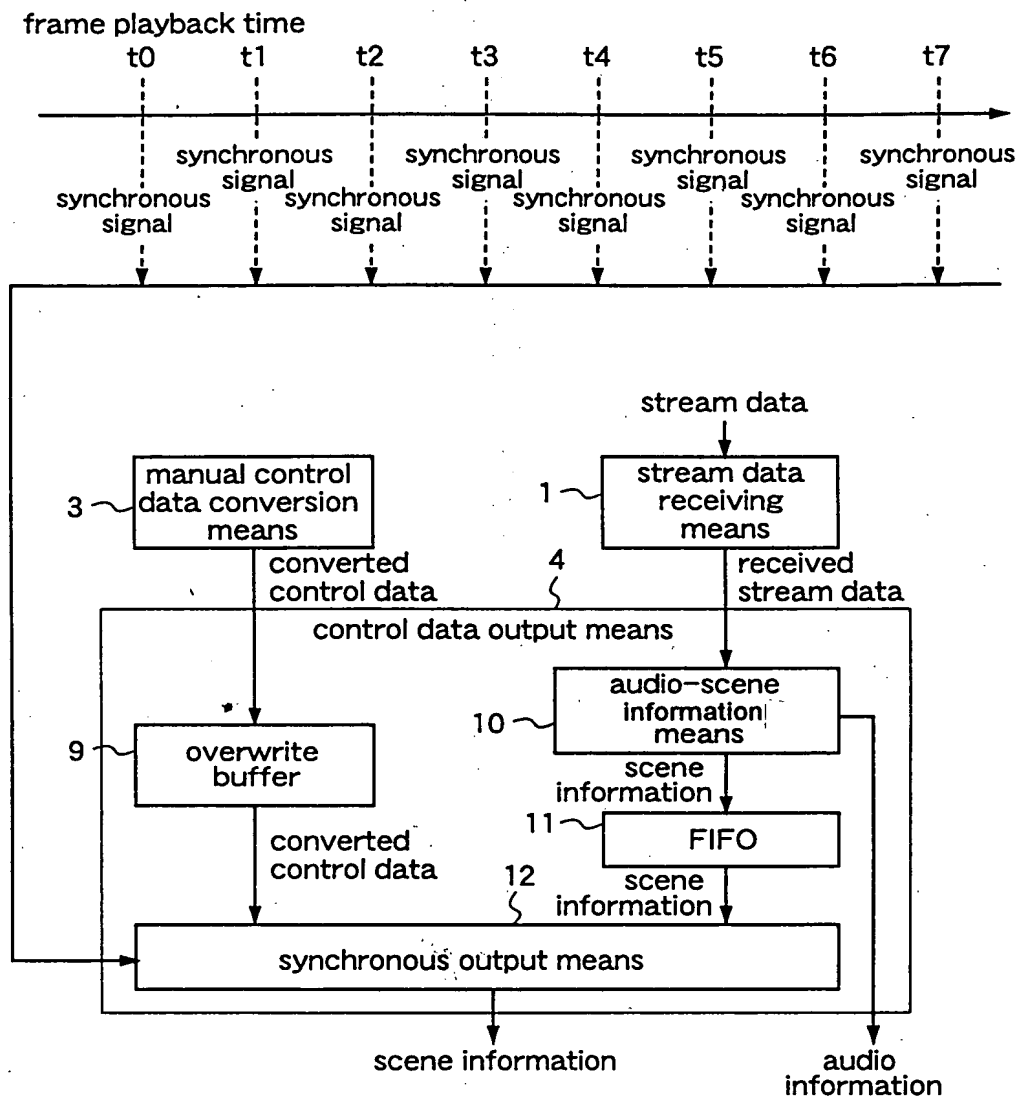 frame playback time
t0 t1 t2 t3 t4 t5 t6 t7
synchronous signal
synchronous signal
synchronous signal
synchronous signal
synchronous signal
synchronous signal
synchronous signal
synchronous signal
stream data
manual control
data conversion
means
3
stream data
receiving
means
1
converted
control data
4
received
stream data
control data output means
audio-scene
information
means
10
9
overwrite
buffer
scene
information
11
FIFO
converted
control data
12
scene
information
synchronous output means
scene information
audio
information